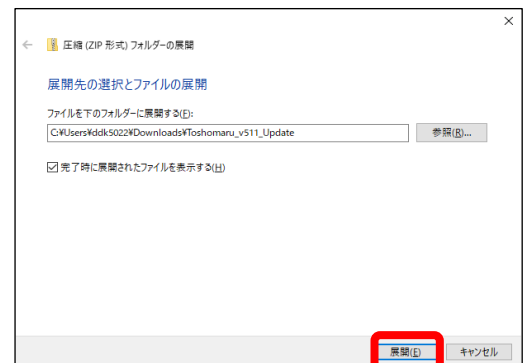 圧縮 (ZIP 形式) フォルダーの展開
展開先の選択とファイルの展開
ファイルを下のフォルダーに展開する(F):
C:¥Users¥ddk5022¥Downloads¥Toshomaru_v511_Update
参照(R)...
完了時に展開されたファイルを表示する(H)
展開(E)
キャンセル